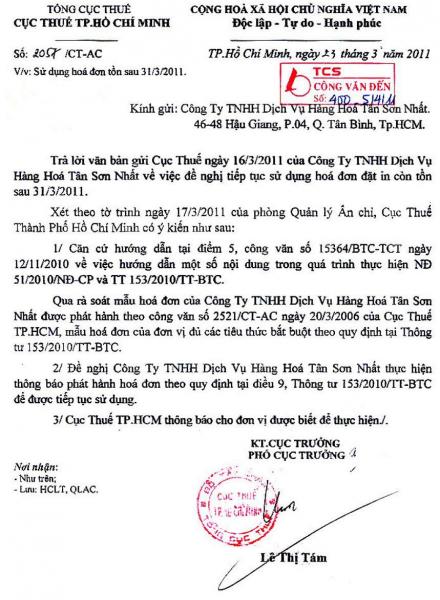 TỔNG CỤC THUẾ
CỤC THUẾ TP.HỒ CHÍ MINH
CỘNG HOÀ XÃ HỘI CHỦ NGHĨA VIỆT NAM
Độc lập - Tự do - Hạnh phúc
Số: /CT-AC
TP.Hồ Chí Minh, ngày 23 tháng 3 năm 2011
V/v: Sử dụng hoá đơn tồn sau 31/3/2011.
TCS
CÔNG VĂN ĐẾN
Số: 400 - 5/4/11
Kính gửi: Công Ty TNHH Dịch Vụ Hàng Hoá Tân Sơn Nhất.
46-48 Hậu Giang, P.04, Q. Tân Bình, Tp.HCM.
Trả lời văn bản gửi Cục Thuế ngày 16/3/2011 của Công Ty TNHH Dịch Vụ
Hàng Hoá Tân Sơn Nhất về việc đề nghị tiếp tục sử dụng hoá đơn đặt in còn tồn
sau 31/3/2011.
Xét theo tờ trình ngày 17/3/2011 của phòng Quản lý Ấn chỉ, Cục Thuế
Thành Phố Hồ Chí Minh có ý kiến như sau:
1/ Căn cứ hướng dẫn tại điểm 5, công văn số 15364/BTC-TCT ngày
12/11/2010 về việc hướng dẫn một số nội dung trong quá trình thực hiện NĐ
51/2010/NĐ-CP và TT 153/2010/TT-BTC.
Qua rà soát mẫu hoá đơn của Công Ty TNHH Dịch Vụ Hàng Hoá Tân Sơn
Nhất được phát hành theo công văn số 2521/CT-AC ngày 20/3/2006 của Cục Thuế
TP.HCM, mẫu hoá đơn của đơn vị đủ các tiêu thức bắt buộc theo quy định tại Thông
tư 153/2010/TT-BTC.
2/ Đề nghị Công Ty TNHH Dịch Vụ Hàng Hoá Tân Sơn Nhất thực hiện
thông báo phát hành hoá đơn theo quy định tại điều 9, Thông tư 153/2010/TT-BTC
để được tiếp tục sử dụng.
3/ Cục Thuế TP.HCM thông báo cho đơn vị được biết để thực hiện./.
KT.CỤC TRƯỞNG
PHÓ CỤC TRƯỞNG
Nơi nhận:
- Như trên;
- Lưu: HCLT, QLAC.
CỤC THUẾ
TP.HỒ CHÍ MINH
TỔNG CỤC THUẾ
Lê Thị Tám